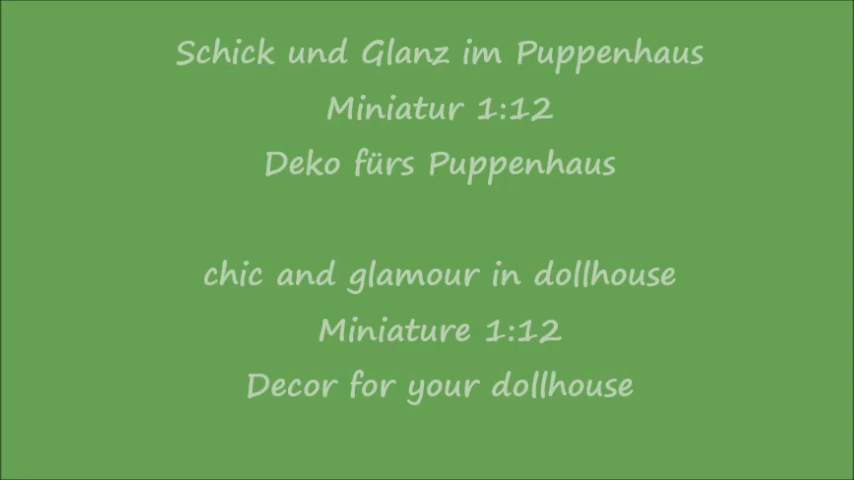 Schick und Glanz im Puppenhaus
Miniatur 1:12
Deko fürs Puppenhaus
chic and glamour in dollhouse
Miniature 1:12
Decor for your dollhouse